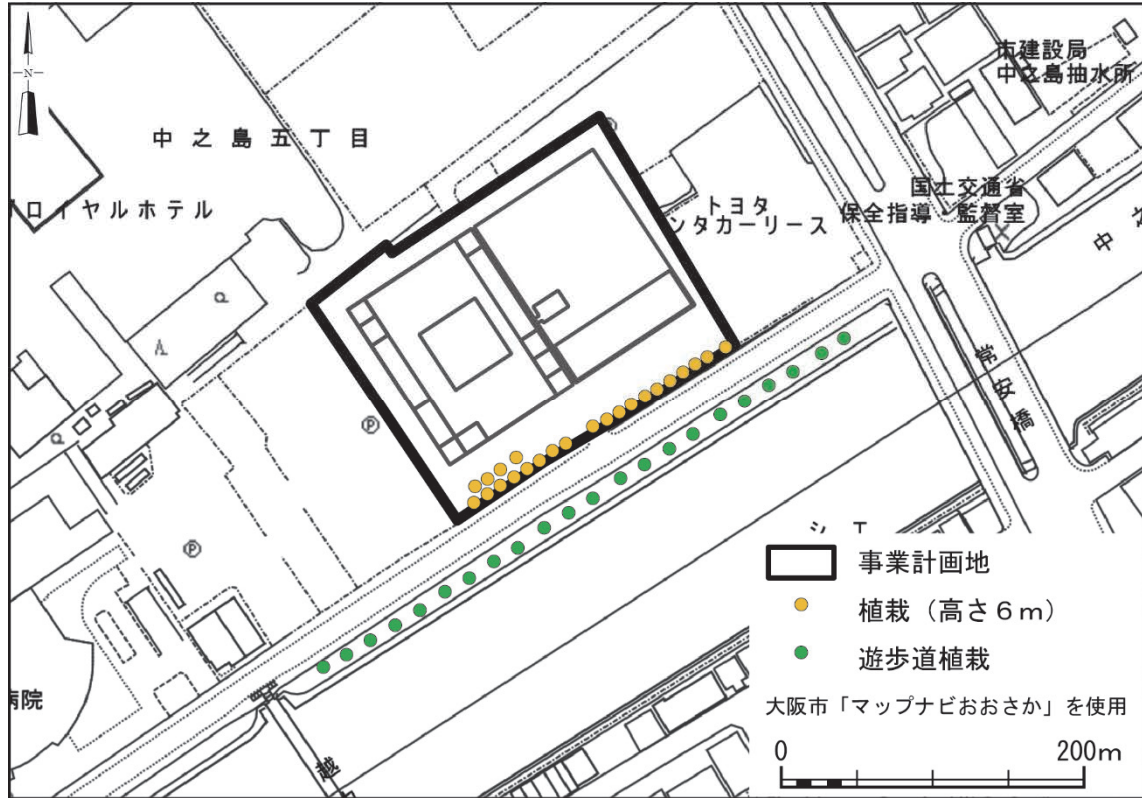 N
市建設局
中之島抽水所
中之島五丁目
ロイヤルホテル
国土交通省
保全指導 監督室
トヨタ
ンタカーリース
中
P
P
常安橋
病院
越
事業計画地
植栽(高さ6m)
遊歩道植栽
大阪市「マップナビおおさか」を使用
0 200m